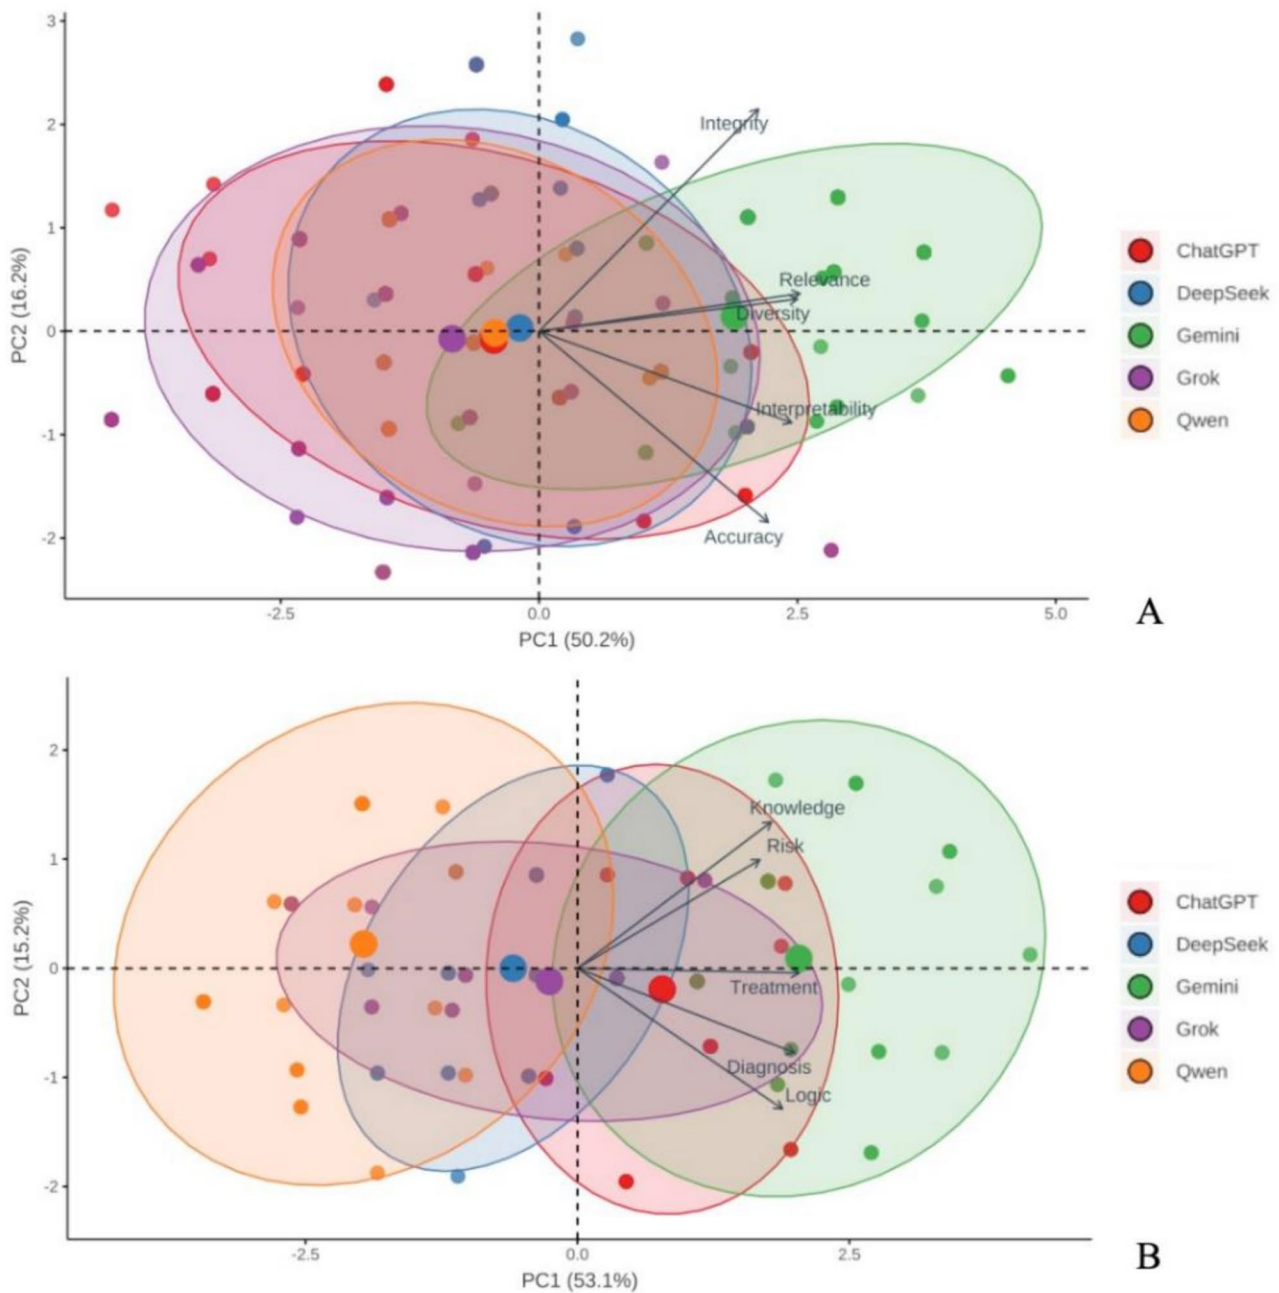 3
2
1
0
-1
-2
PC2 (16.2%)
Integrity
Relevance
Diversity
Interpretability
Accuracy
-2.5
0.0
2.5
5.0
PC1 (50.2%)
ChatGPT
DeepSeek
Gemini
Grok
Qwen
A
2
1
0
-1
-2
PC2 (15.2%)
Knowledge
Risk
Treatment
Diagnosis
Logic
-2.5
0.0
2.5
PC1 (53.1%)
ChatGPT
DeepSeek
Gemini
Grok
Qwen
B